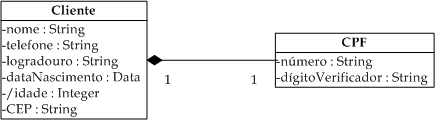 Cliente
-nome : String
-telefone : String
-logradouro : String
-dataNascimento : Data
-/idade : Integer
-CEP : String
1
1
CPF
-número : String
-dígitoVerificador : String